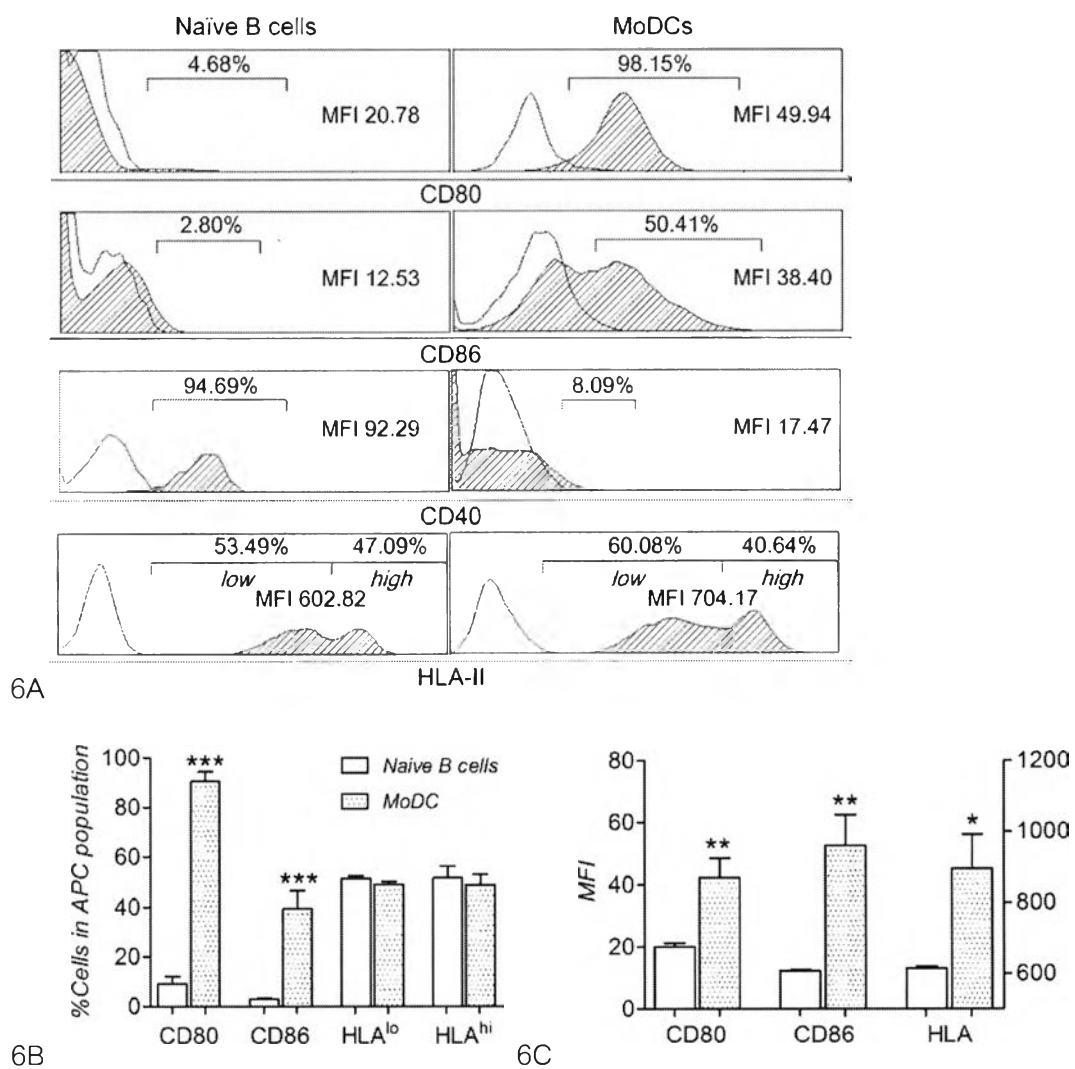 Naïve B cells MoDCs
4.68% 98.15%
MFI 20.78 MFI 49.94
CD80
2.80% 50.41%
MFI 12.53 MFI 38.40
CD86
94.69% 8.09%
MFI 92.29 MFI 17.47
CD40
53.49% 47.09% 60.08% 40.64%
low high low high
MFI 602.82 MFI 704.17
HLA-II
6A
%Cells in APC population
100
80
60
40
20
0
*** ***
Naive B cells
MoDC
CD80 CD86 HLAlo HLAhi
6B
MFI
80
60
40
20
0
** ** *
1200
1000
800
600
CD80 CD86 HLA
6C